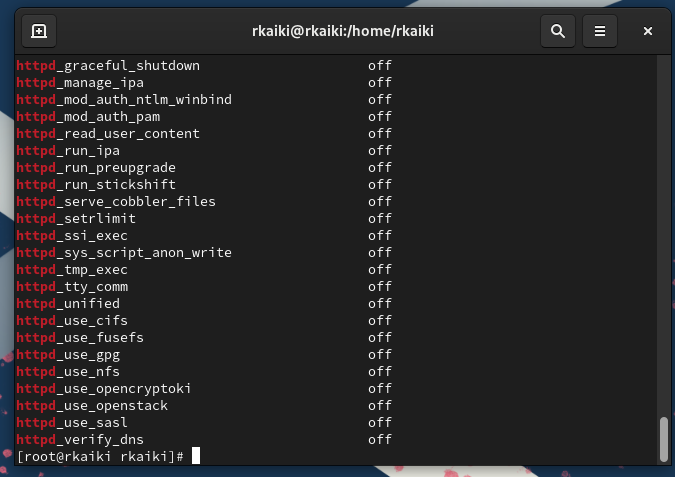 rkaiki@rkaiki:/home/rkaiki
httpd_graceful_shutdown off
httpd_manage_ipa off
httpd_mod_auth_ntlm_winbind off
httpd_mod_auth_pam off
httpd_read_user_content off
httpd_run_ipa off
httpd_run_preupgrade off
httpd_run_stickshift off
httpd_serve_cobbler_files off
httpd_setrlimit off
httpd_ssi_exec off
httpd_sys_script_anon_write off
httpd_tmp_exec off
httpd_tty_comm off
httpd_unified off
httpd_use_cifs off
httpd_use_fusefs off
httpd_use_gpg off
httpd_use_nfs off
httpd_use_opencryptoki off
httpd_use_openstack off
httpd_use_sasl off
httpd_verify_dns off
[root@rkaiki rkaiki]#